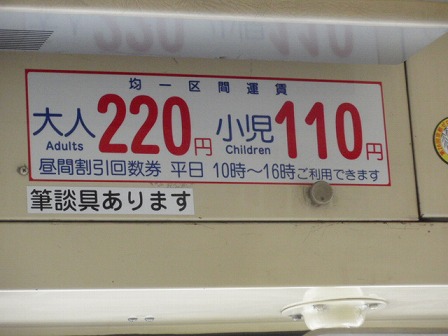 均一区間運賃
大人 220円 小児 110円
Adults Children
昼間割引回数券 平日 10時～16時ご利用できます
筆談具あります